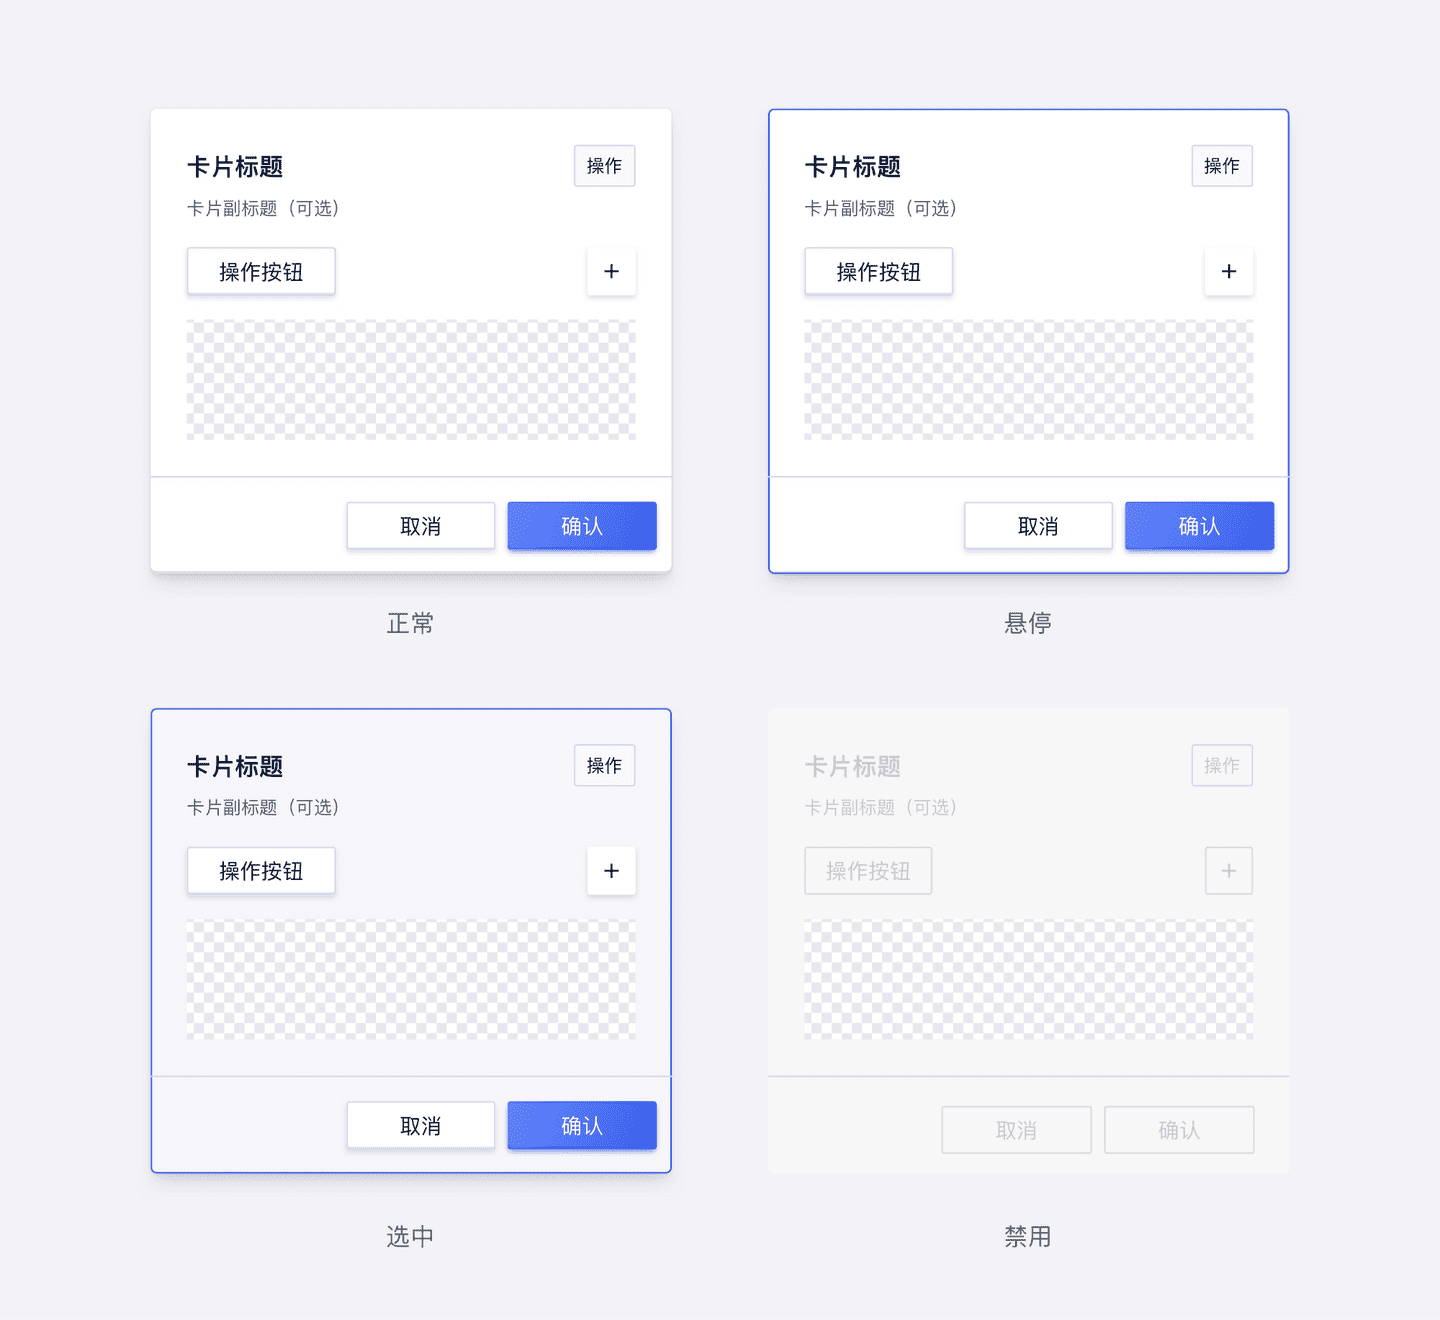 卡片标题
操作
卡片副标题（可选）
操作按钮
+
取消
确认
正常
卡片标题
操作
卡片副标题（可选）
操作按钮
+
取消
确认
悬停
卡片标题
操作
卡片副标题（可选）
操作按钮
+
取消
确认
选中
卡片标题
操作
卡片副标题（可选）
操作按钮
+
取消
确认
禁用